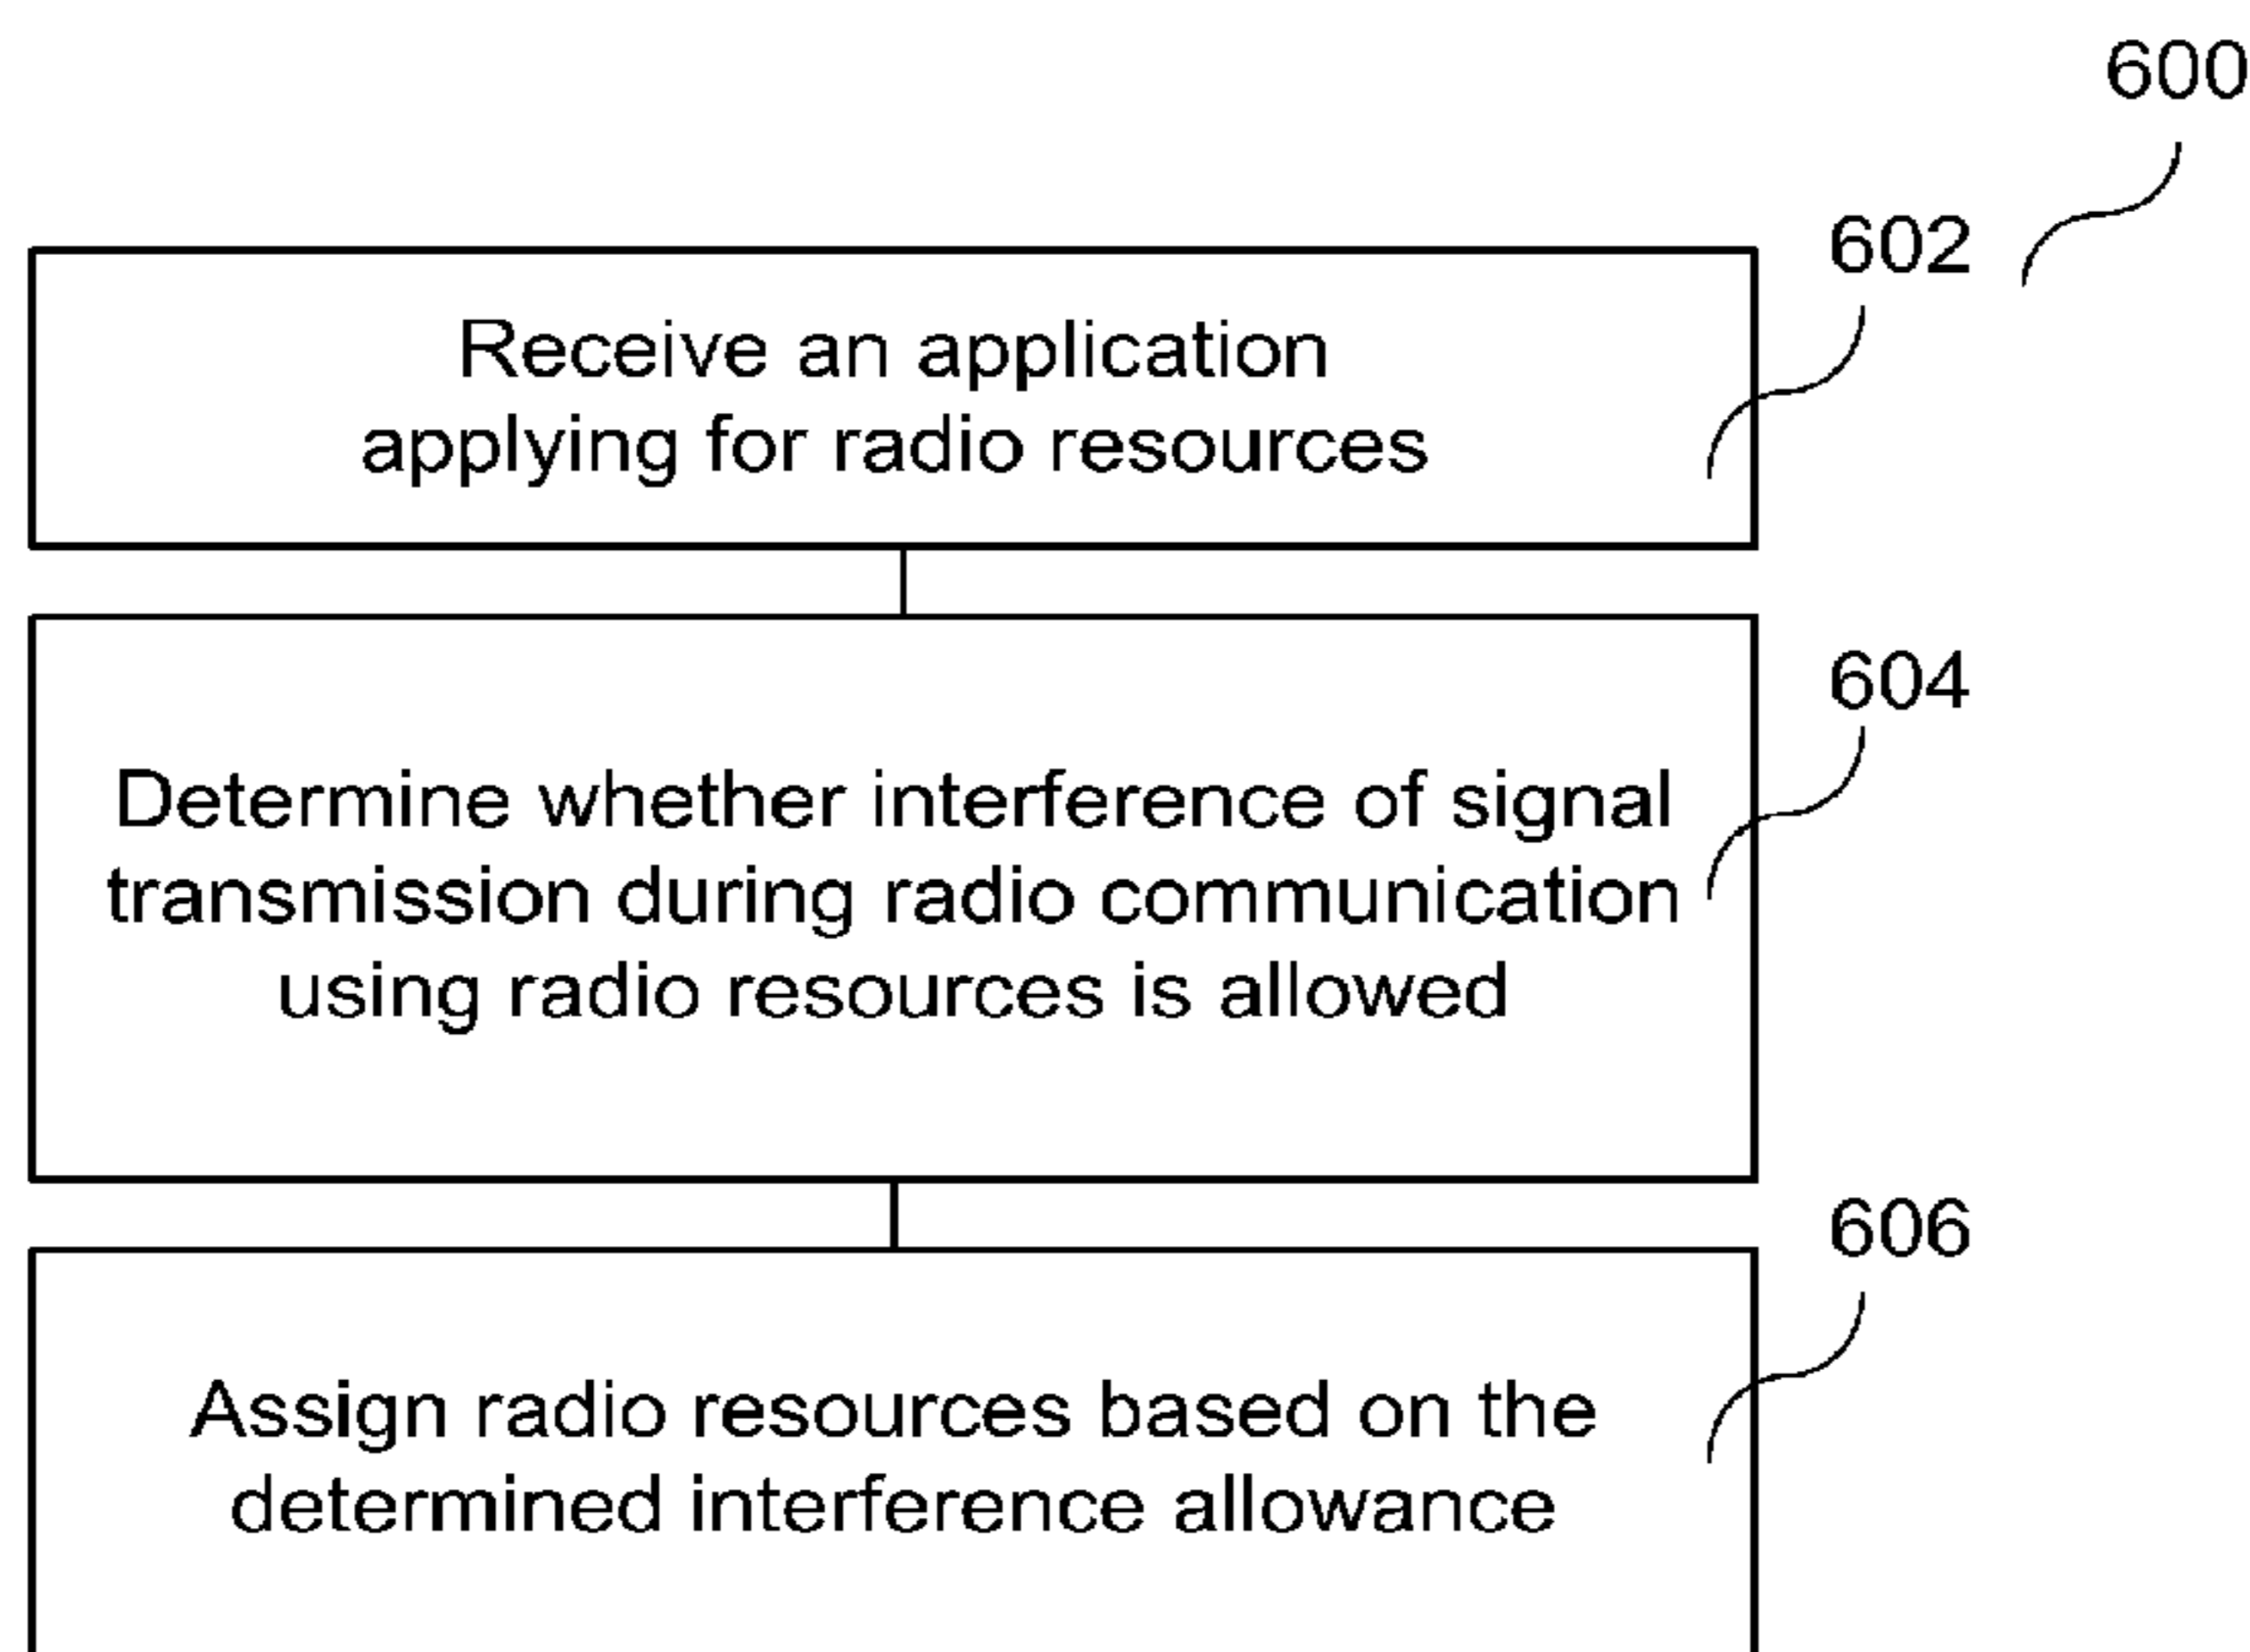 600
602
Receive an application
applying for radio resources
604
Determine whether interference of signal
transmission during radio communication
using radio resources is allowed
606
Assign radio resources based on the
determined interference allowance